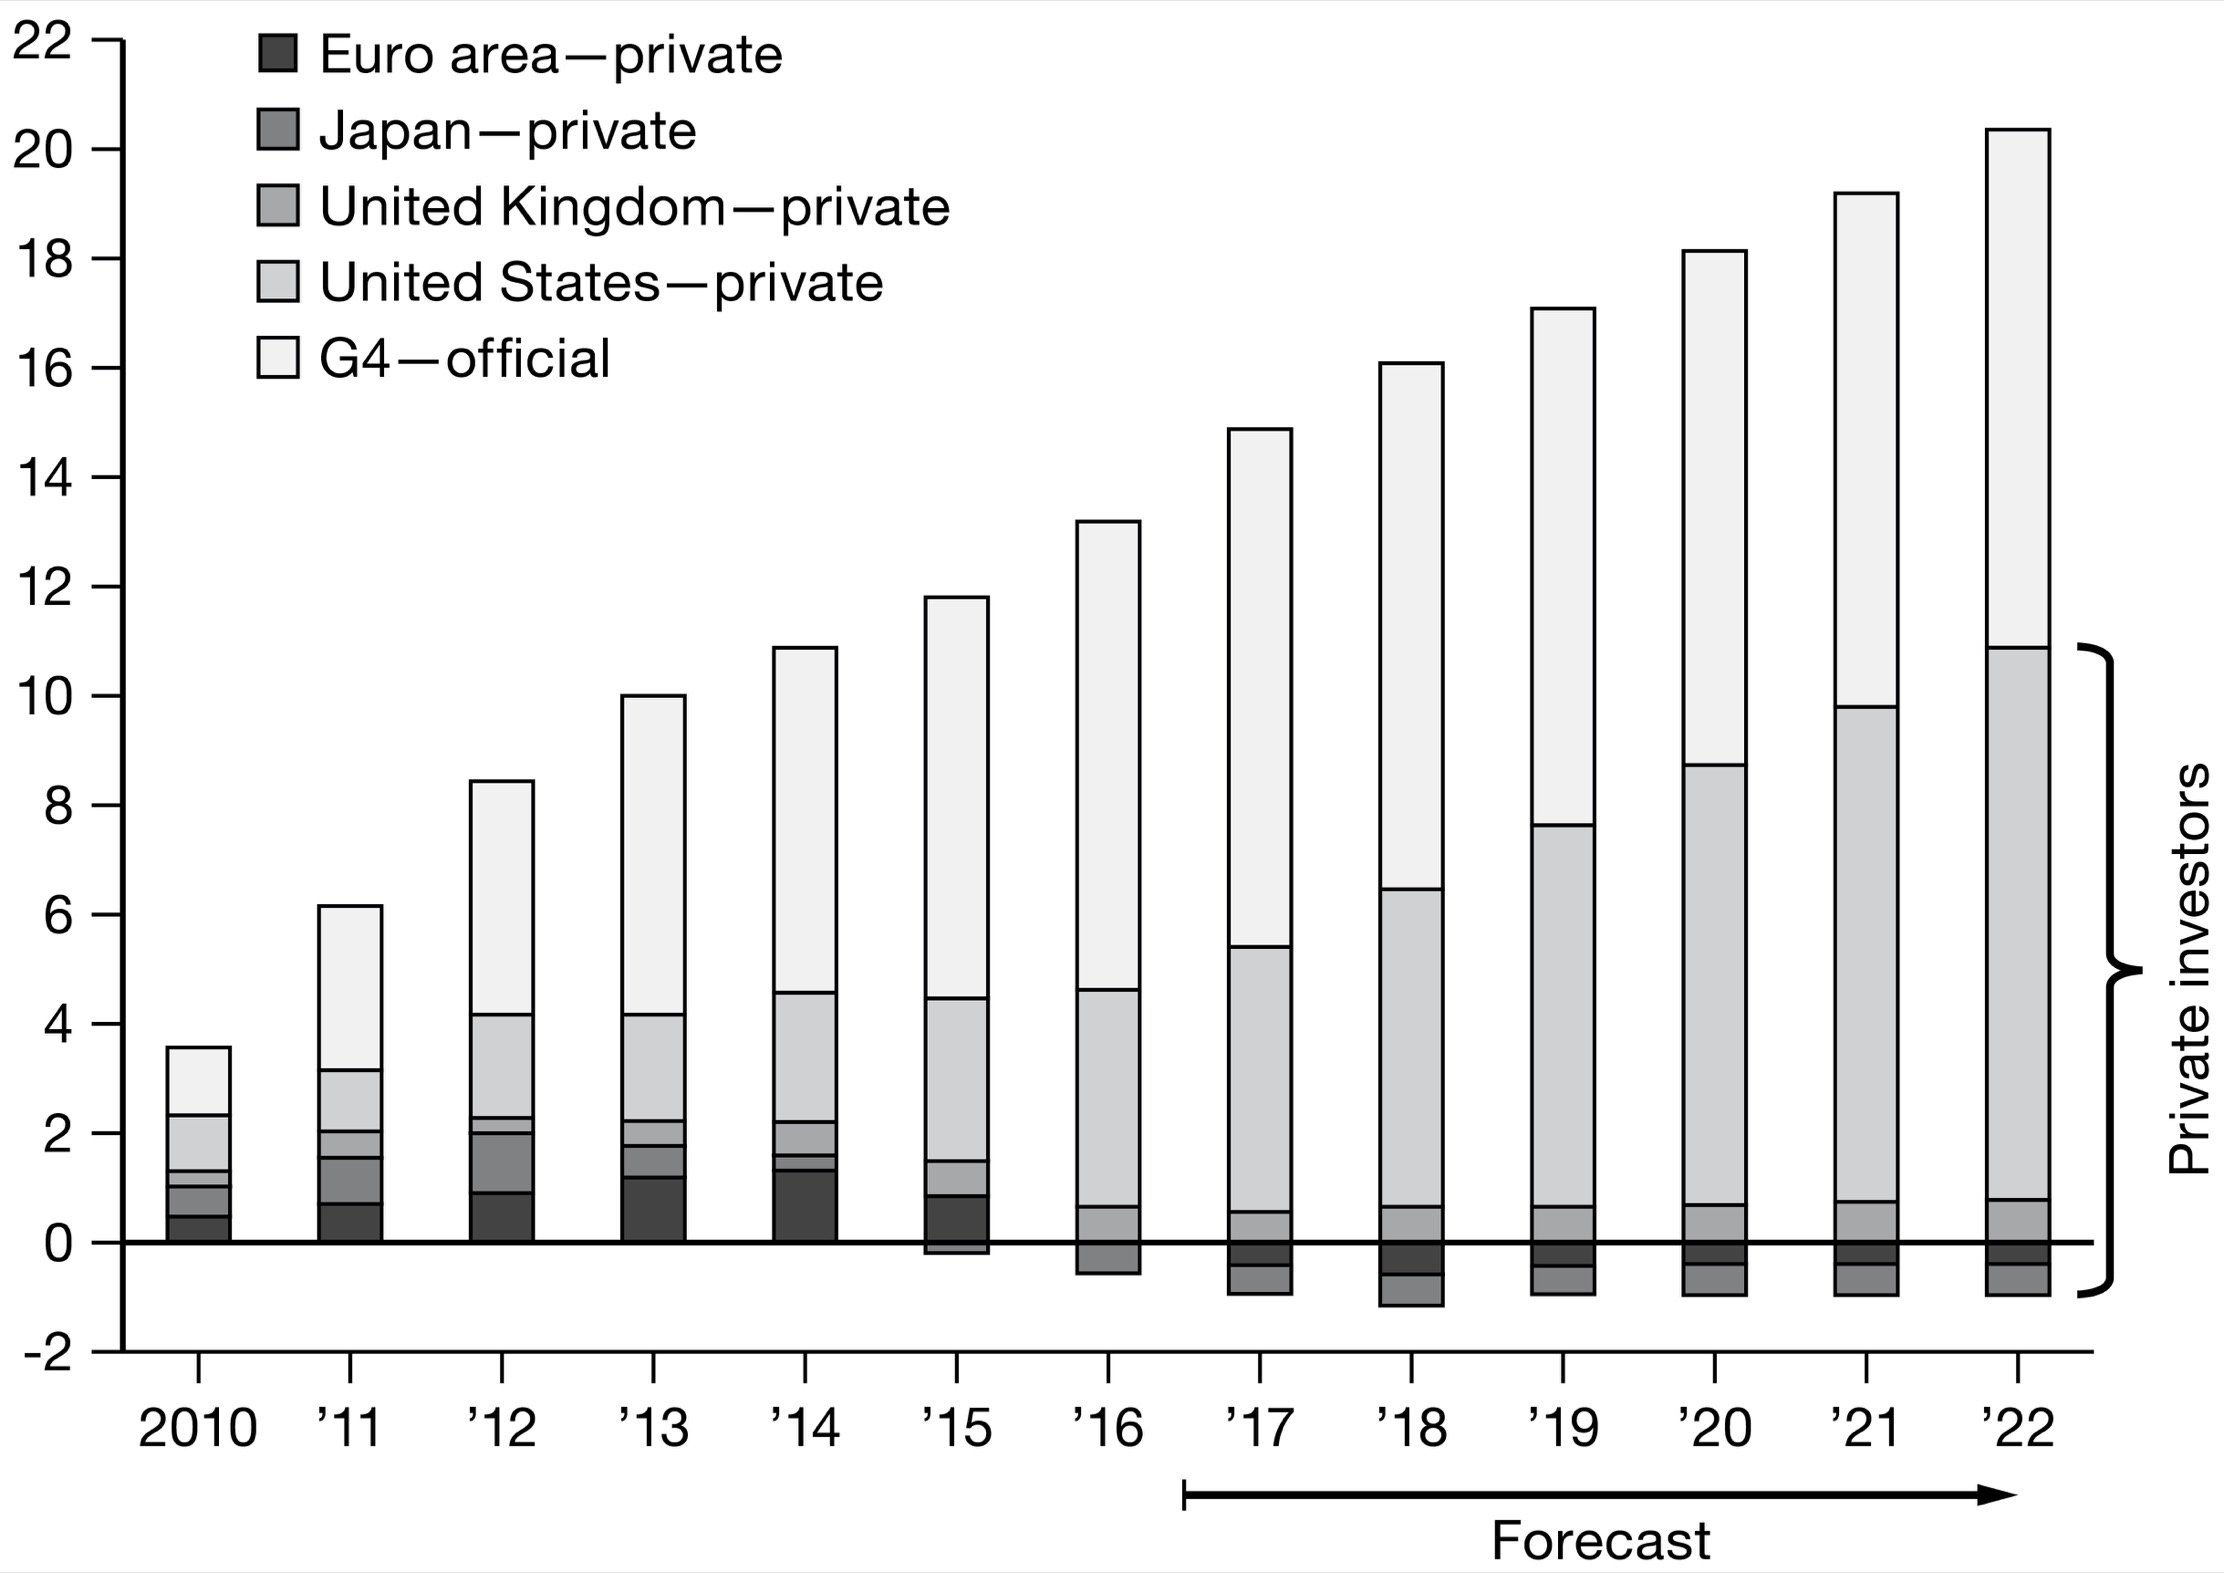 22
20
18
16
14
12
10
8
6
4
2
0
-2
Euro area—private
Japan—private
United Kingdom—private
United States—private
G4—official
Private investors
2010 ’11 ’12 ’13 ’14 ’15 ’16 ’17 ’18 ’19 ’20 ’21 ’22
Forecast